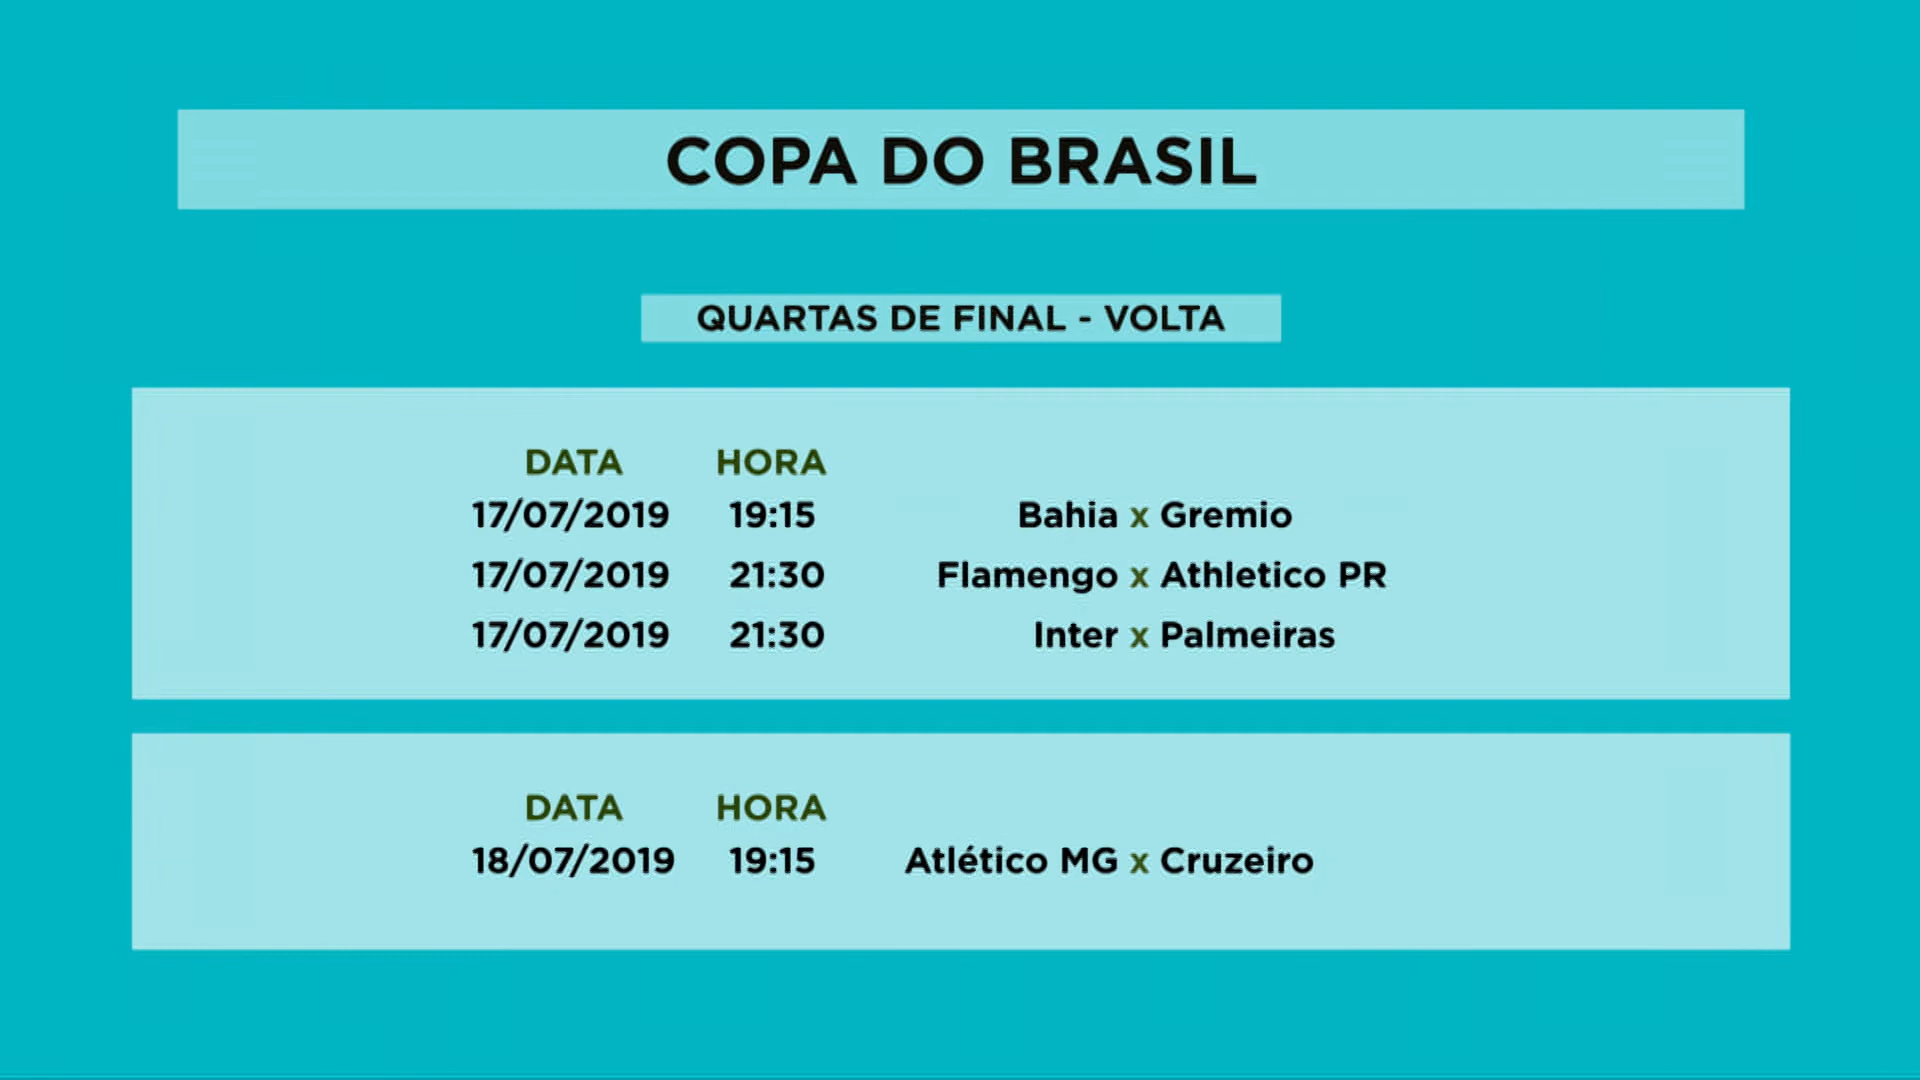 COPA DO BRASIL
QUARTAS DE FINAL - VOLTA
DATA HORA
17/07/2019 19:15 Bahia x Gremio
17/07/2019 21:30 Flamengo x Athletico PR
17/07/2019 21:30 Inter x Palmeiras
DATA HORA
18/07/2019 19:15 Atlético MG x Cruzeiro